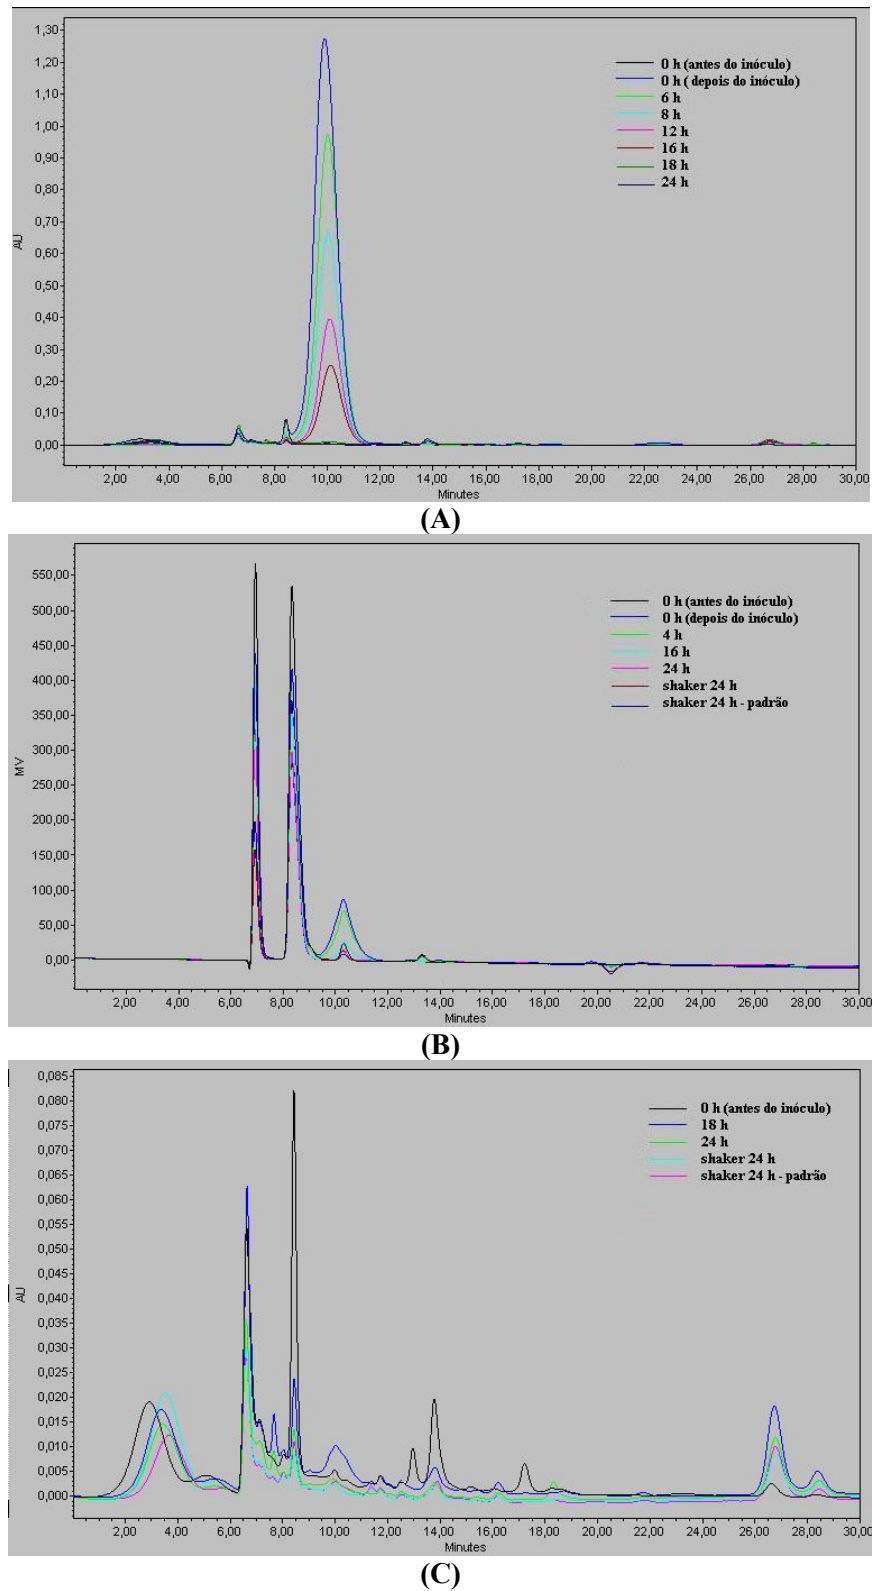 1,30
1,20
1,10
1,00
0,90
0,80
0,70
0,60
0,50
0,40
0,30
0,20
0,10
0,00
AU
0 h (antes do inóculo)
0 h ( depois do inóculo)
6 h
8 h
12 h
16 h
18 h
24 h
2,00 4,00 6,00 8,00 10,00 12,00 14,00 16,00 18,00 20,00 22,00 24,00 26,00 28,00 30,00
Minutes
(A)
550,00
500,00
450,00
400,00
350,00
300,00
250,00
200,00
150,00
100,00
50,00
0,00
MV
0 h (antes do inóculo)
0 h (depois do inóculo)
4 h
16 h
24 h
shaker 24 h
shaker 24 h - padrão
2,00 4,00 6,00 8,00 10,00 12,00 14,00 16,00 18,00 20,00 22,00 24,00 26,00 28,00 30,00
Minutes
(B)
0,085
0,080
0,075
0,070
0,065
0,060
0,055
0,050
0,045
0,040
0,035
0,030
0,025
0,020
0,015
0,010
0,005
0,000
AU
0 h (antes do inóculo)
18 h
24 h
shaker 24 h
shaker 24 h - padrão
2,00 4,00 6,00 8,00 10,00 12,00 14,00 16,00 18,00 20,00 22,00 24,00 26,00 28,00 30,00
Minutes
(C)